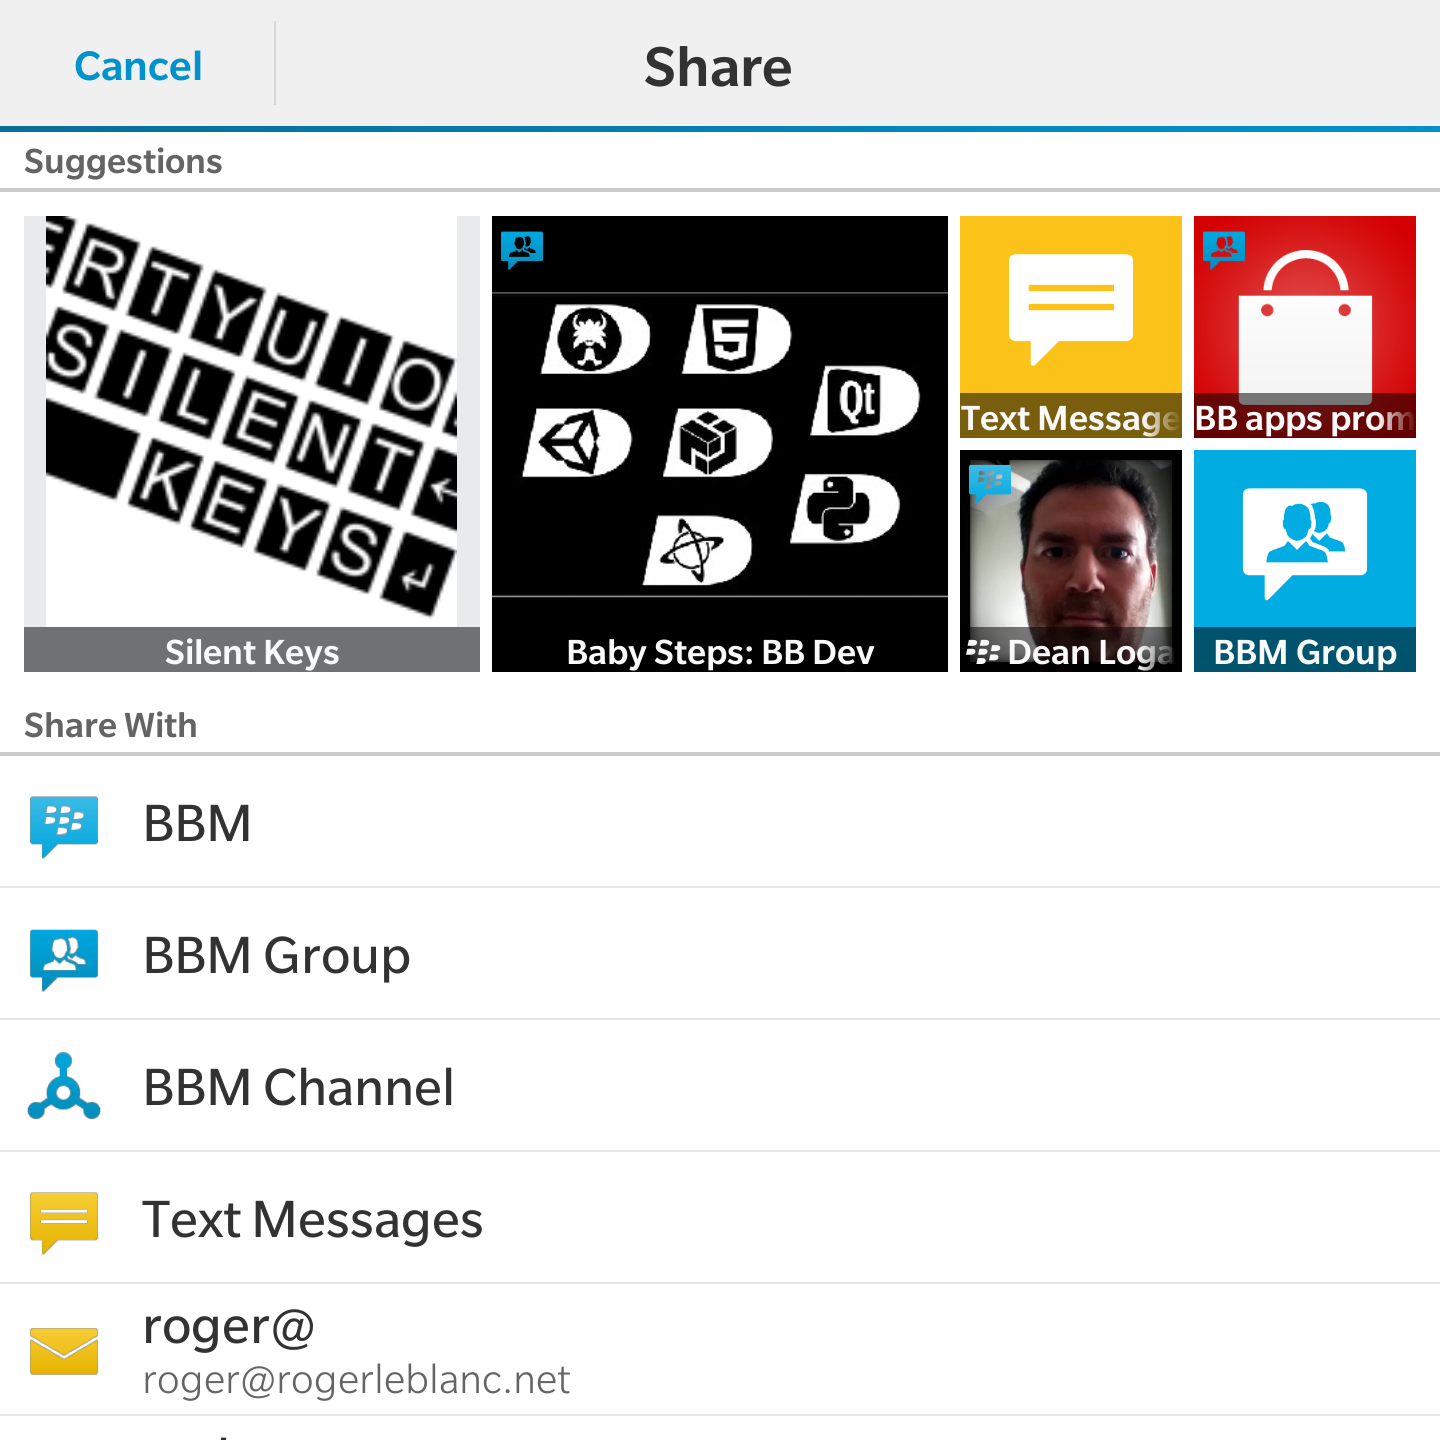 Cancel
Share
Suggestions
ERTYUIO
SILENT
KEYS
Silent Keys
5
Qt
Baby Steps: BB Dev
Text Message
BB apps prom
Dean Loga
BBM Group
Share With
BBM
BBM Group
BBM Channel
Text Messages
roger@
roger@rogerleblanc.net